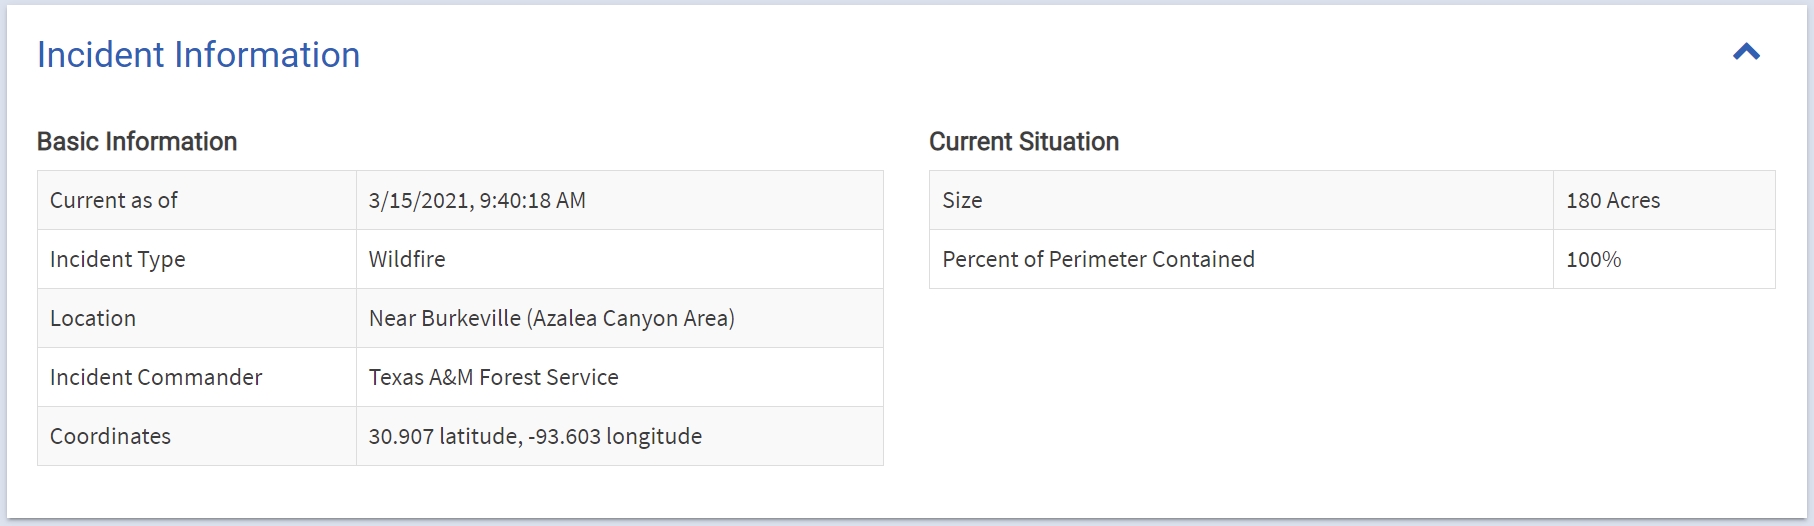 Incident Information
Basic Information
Current as of 3/15/2021, 9:40:18 AM
Incident Type Wildfire
Location Near Burkeville (Azalea Canyon Area)
Incident Commander Texas A&M Forest Service
Coordinates 30.907 latitude, -93.603 longitude
Current Situation
Size 180 Acres
Percent of Perimeter Contained 100%